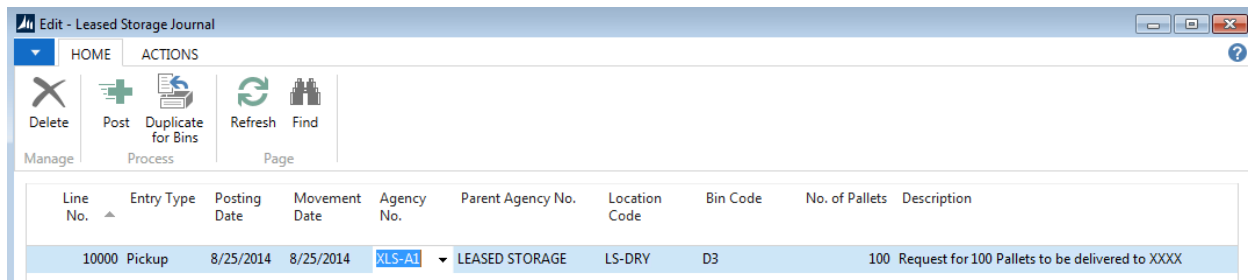 Edit - Leased Storage Journal
HOME ACTIONS
Delete Post Duplicate for Bins Refresh Find
Manage Process Page
Line No. Entry Type Posting Date Movement Date Agency No. Parent Agency No. Location Code Bin Code No. of Pallets Description
10000 Pickup 8/25/2014 8/25/2014 XLS-A1 LEASED STORAGE LS-DRY D3 100 Request for 100 Pallets to be delivered to XXXX